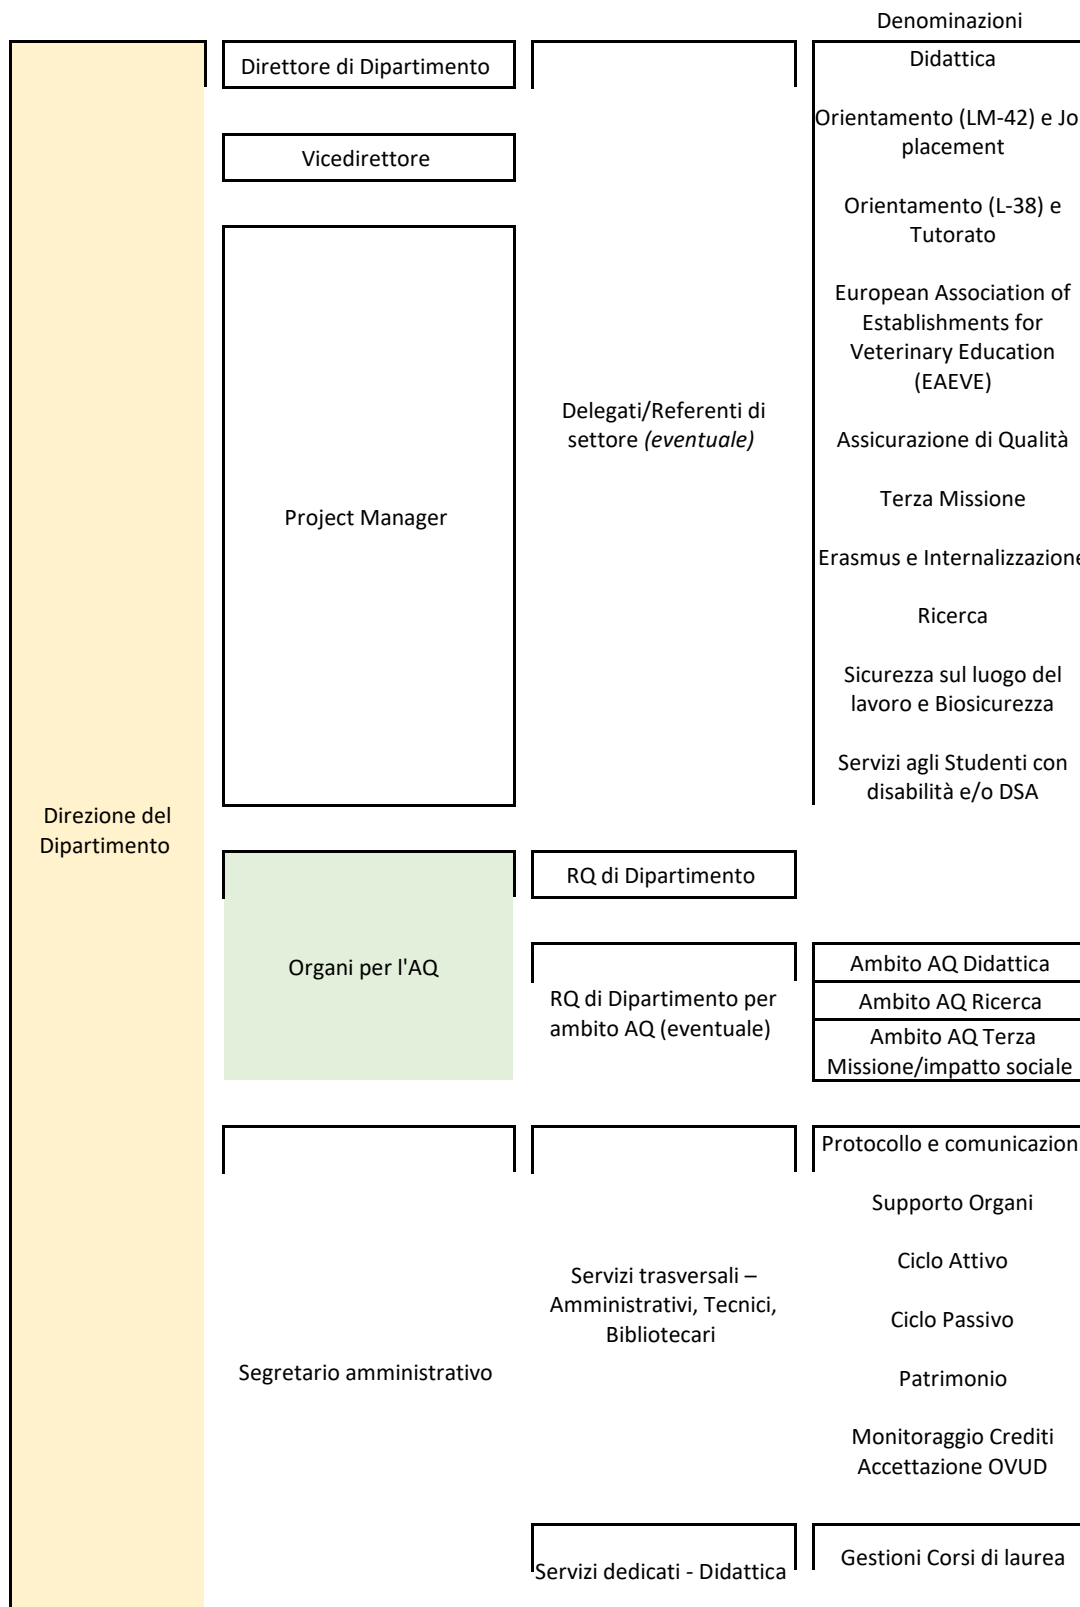 Denominazioni
Direttore di Dipartimento
Didattica
Orientamento (LM-42) e Jo
placement
Vicedirettore
Orientamento (L-38) e
Tutorato
European Association of
Establishments for
Veterinary Education
(EAEVE)
Delegati/Referenti di
settore (eventuale)
Assicurazione di Qualità
Terza Missione
Project Manager
Erasmus e Internalizzazione
Ricerca
Sicurezza sul luogo del
lavoro e Biosicurezza
Servizi agli Studenti con
disabilità e/o DSA
Direzione del
Dipartimento
RQ di Dipartimento
Organi per l'AQ
RQ di Dipartimento per
ambito AQ (eventuale)
Ambito AQ Didattica
Ambito AQ Ricerca
Ambito AQ Terza
Missione/impatto sociale
Protocollo e comunicazion
Supporto Organi
Ciclo Attivo
Servizi trasversali –
Amministrativi, Tecnici,
Bibliotecari
Ciclo Passivo
Segretario amministrativo
Patrimonio
Monitoraggio Crediti
Accettazione OVUD
Servizi dedicati - Didattica
Gestioni Corsi di laurea